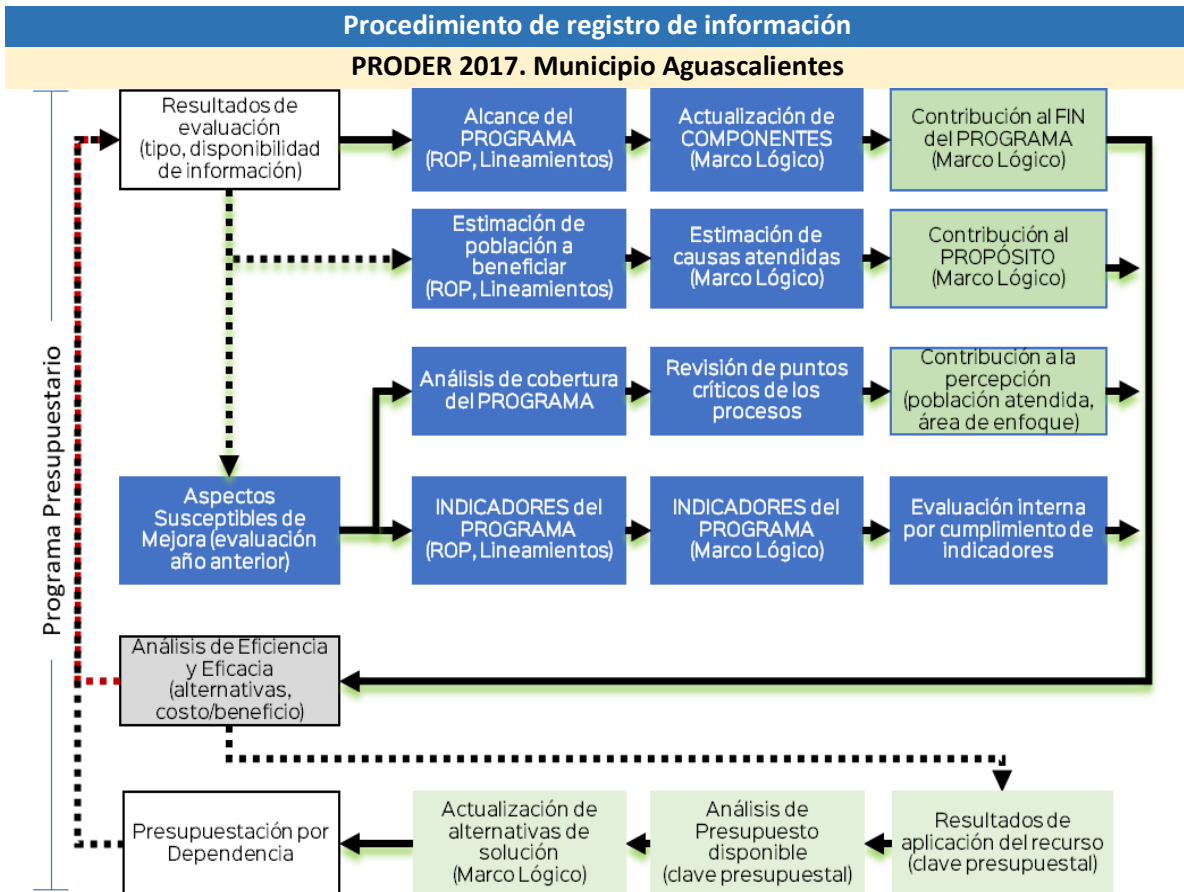 Procedimiento de registro de información
PRODER 2017. Municipio Aguascalientes
Programa Presupuestario
Resultados de
evaluación
(tipo, disponibilidad
de información)
Alcance del
PROGRAMA
(ROP, Lineamientos)
Actualización de
COMPONENTES
(Marco Lógico)
Contribución al FIN
del PROGRAMA
(Marco Lógico)
Estimación de
población a
beneficiar
(ROP, Lineamientos)
Estimación de
causas atendidas
(Marco Lógico)
Contribución al
PROPÓSITO
(Marco Lógico)
Análisis de cobertura
del PROGRAMA
Revisión de puntos
críticos de los
procesos
Contribución a la
percepción
(población atendida,
área de enfoque)
Aspectos
Susceptibles de
Mejora (evaluación
año anterior)
INDICADORES del
PROGRAMA
(ROP, Lineamientos)
INDICADORES del
PROGRAMA
(Marco Lógico)
Evaluación interna
por cumplimiento de
indicadores
Análisis de Eficiencia
y Eficacia
(alternativas,
costo/beneficio)
Presupuestación por
Dependencia
Actualización de
alternativas de
solución
(Marco Lógico)
Análisis de
Presupuesto
disponible
(clave presupuestal)
Resultados de
aplicación del recurso
(clave presupuestal)